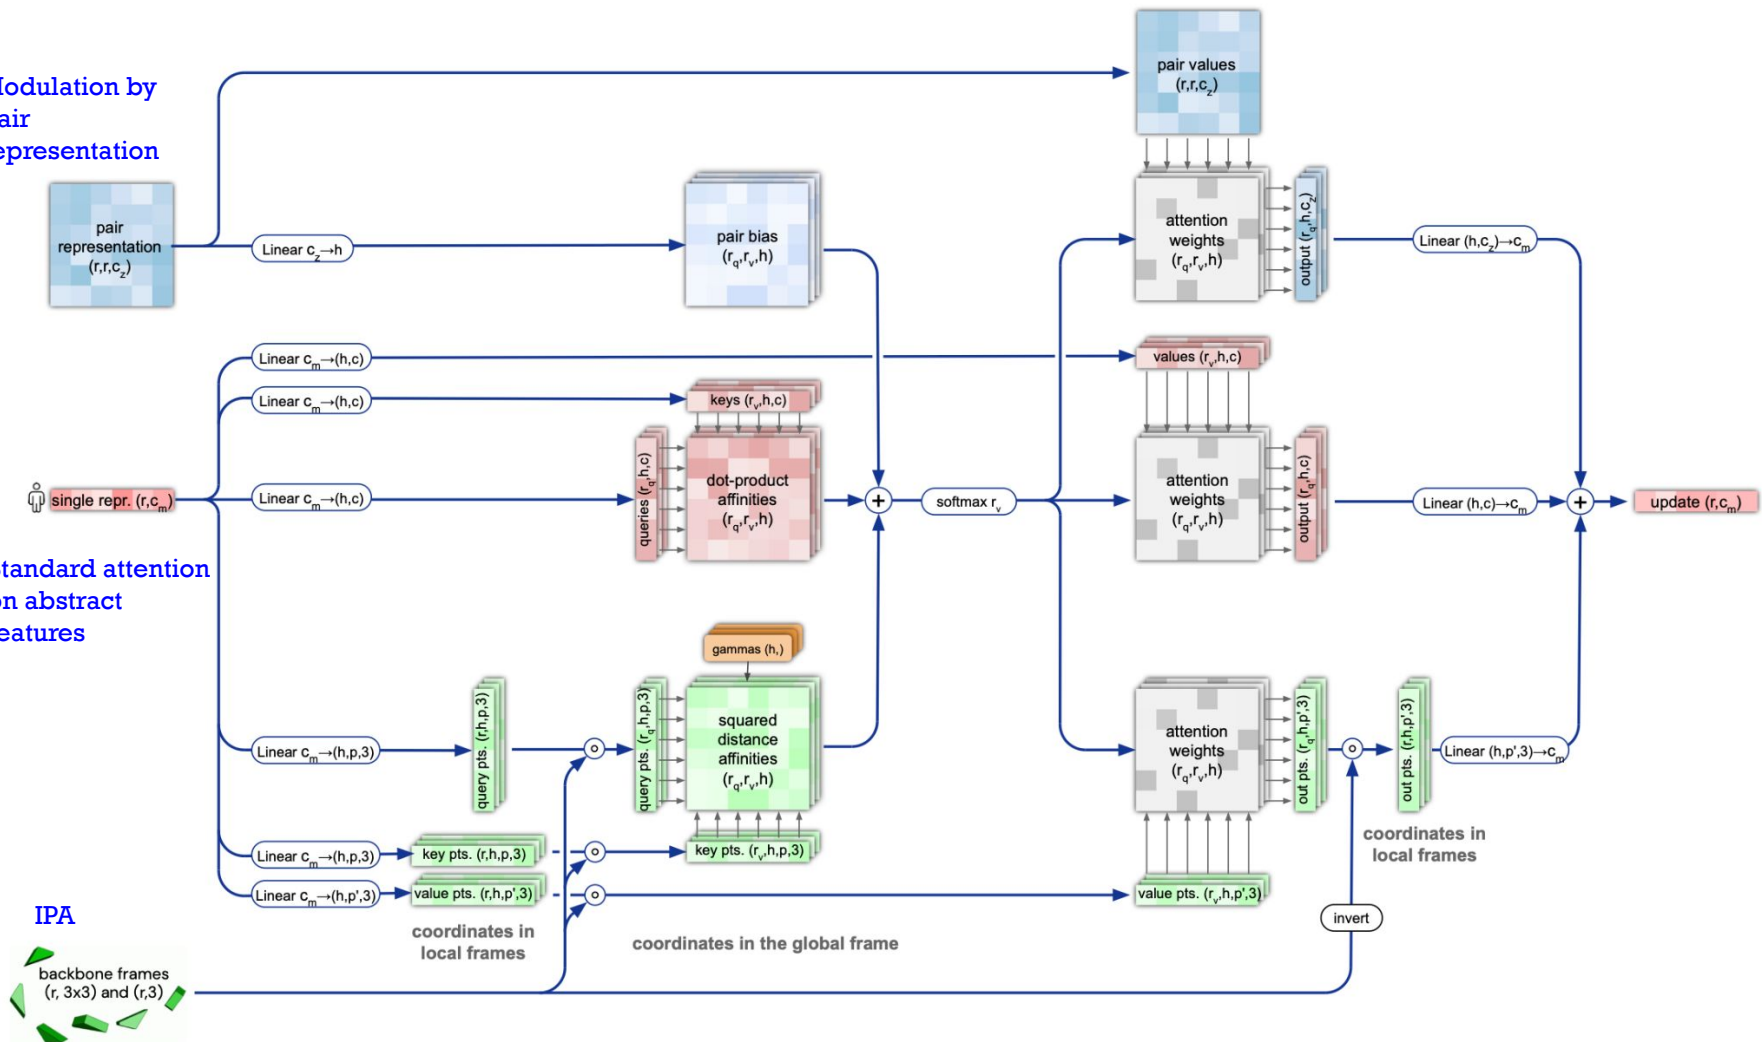 pair values
(r,r,c_z)
odulation by
air
epresentation
pair
representation
(r,r,c_z)
Linear c_z→h
pair bias
(r_q,r_v,h)
attention
weights
(r_q,r_v,h)
output (r_q,h,c_z)
Linear (h,c_z)→c_m
Linear c_m→(h,c)
values (r_v,h,c)
Linear c_m→(h,c)
keys (r_v,h,c)
single repr. (r,c_m)
Linear c_m→(h,c)
queries (r_q,h,c)
dot-product
affinities
(r_q,r_v,h)
+
softmax r_v
attention
weights
(r_q,r_v,h)
output (r_q,h,c)
Linear (h,c)→c_m
+
update (r,c_m)
tandard attention
on abstract
eatures
gammas (h,)
Linear c_m→(h,p,3)
query pts. (r,h,p,3)
query pts. (r_q,h,p,3)
squared
distance
affinities
(r_q,r_v,h)
attention
weights
(r_q,r_v,h)
out pts. (r_q,h,p',3)
out pts. (r,h,p',3)
Linear (h,p',3)→c_m
Linear c_m→(h,p,3)
key pts. (r,h,p,3)
key pts. (r_v,h,p,3)
coordinates in
local frames
Linear c_m→(h,p',3)
value pts. (r,h,p',3)
value pts. (r_v,h,p',3)
IPA
invert
coordinates in
local frames
coordinates in the global frame
backbone frames
(r, 3x3) and (r,3)